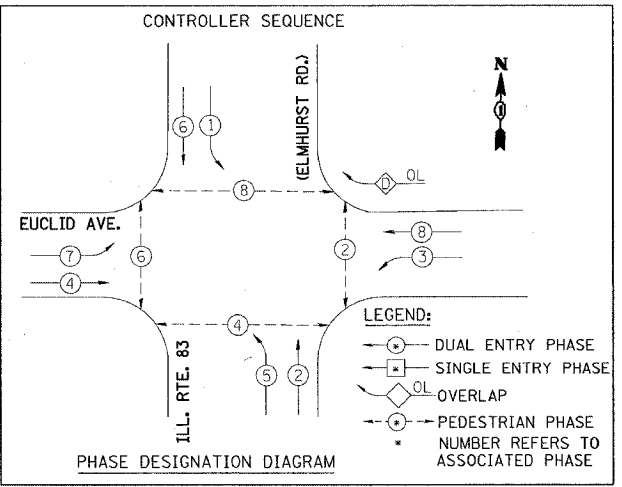 CONTROLLER SEQUENCE
N
(ELMHURST RD.)
6
1
D OL
8
EUCLID AVE.
8
7
6
2
3
4
4
ILL. RTE. 83
5
2
LEGEND:
* DUAL ENTRY PHASE
* SINGLE ENTRY PHASE
OL OVERLAP
* PEDESTRIAN PHASE
* NUMBER REFERS TO
ASSOCIATED PHASE
PHASE DESIGNATION DIAGRAM